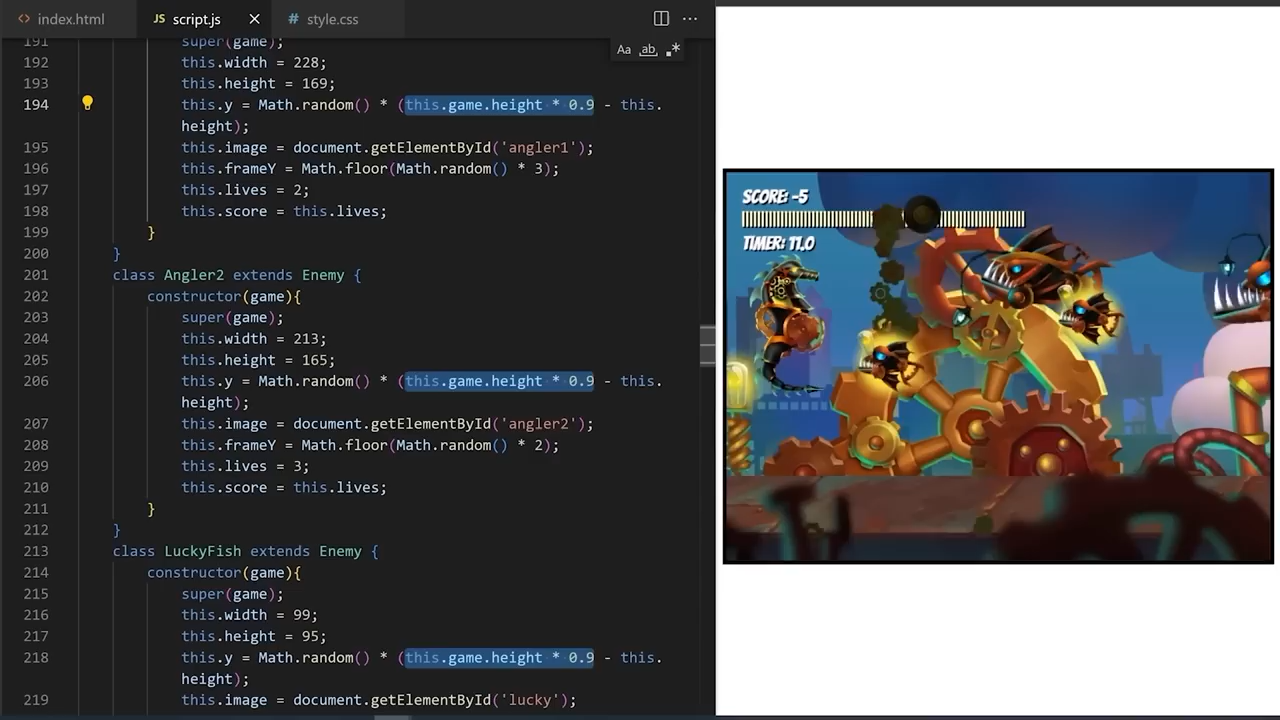 index.html
JS script.js
# style.css
Aa ab
191 super(game);
192 this.width = 228;
193 this.height = 169;
194 this.y = Math.random() * (this.game.height * 0.9 - this.
height);
195 this.image = document.getElementById('angler1');
196 this.frameY = Math.floor(Math.random() * 3);
197 this.lives = 2;
198 this.score = this.lives;
199 }
200 }
201 class Angler2 extends Enemy {
202 constructor(game){
203 super(game);
204 this.width = 213;
205 this.height = 165;
206 this.y = Math.random() * (this.game.height * 0.9 - this.
height);
207 this.image = document.getElementById('angler2');
208 this.frameY = Math.floor(Math.random() * 2);
209 this.lives = 3;
210 this.score = this.lives;
211 }
212 }
213 class LuckyFish extends Enemy {
214 constructor(game){
215 super(game);
216 this.width = 99;
217 this.height = 95;
218 this.y = Math.random() * (this.game.height * 0.9 - this.
height);
219 this.image = document.getElementById('lucky');
SCORE: -5
TIMER: 11.0